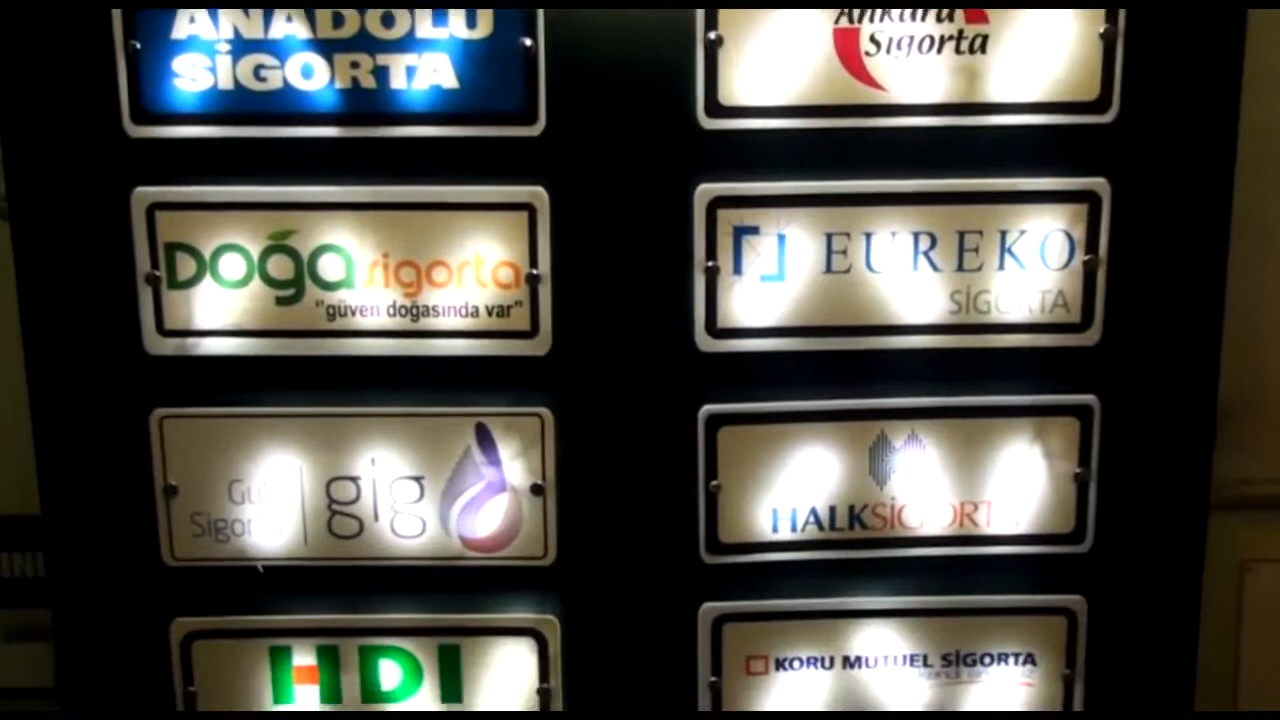 ANADOLU
SİGORTA
Ankara
Sigorta
DOĞA sigorta
"güven doğasında var"
EUREKO
SİGORTA
gig
HALKSİGORTA
HDI
KORU MUTUEL SİGORTA